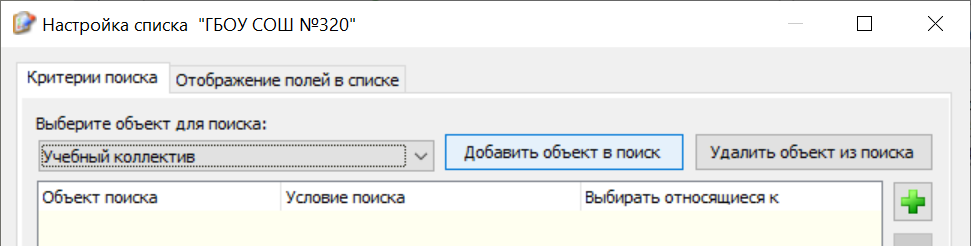 Настройка списка "ГБОУ СОШ №320"
Критерии поиска Отображение полей в списке
Выберите объект для поиска:
Учебный коллектив Добавить объект в поиск Удалить объект из поиска
Объект поиска Условие поиска Выбирать относящиеся к